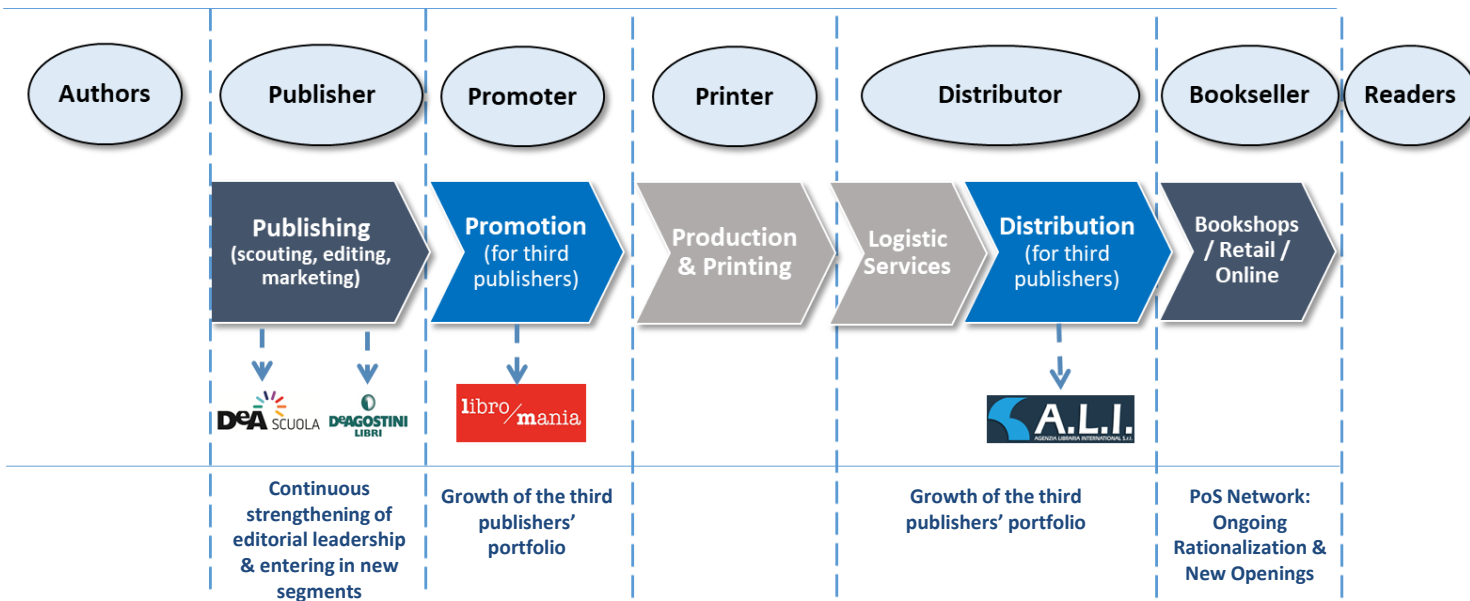 Authors
Publisher
Promoter
Printer
Distributor
Bookseller
Readers
Publishing
(scouting, editing,
marketing)
Promotion
(for third
publishers)
Production
& Printing
Logistic
Services
Distribution
(for third
publishers)
Bookshops
/ Retail /
Online
DeA SCUOLA
DeAGOSTINI
LIBRI
libro/mania
A.L.I.
AGENZIA LIBRARIA INTERNATIONAL S.r.l.
Continuous
strengthening of
editorial leadership
& entering in new
segments
Growth of the third
publishers’
portfolio
Growth of the third
publishers’ portfolio
PoS Network:
Ongoing
Rationalization &
New Openings